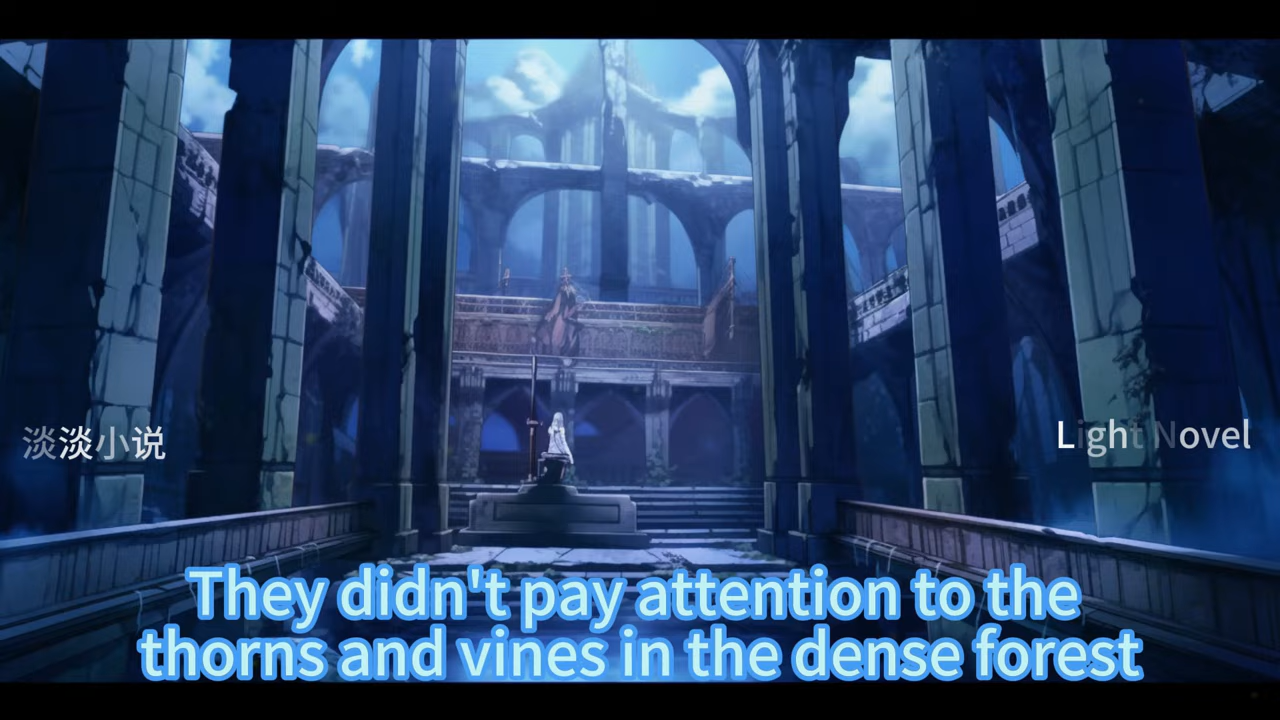 淡淡小说
Light Novel
They didn't pay attention to the
thorns and vines in the dense forest